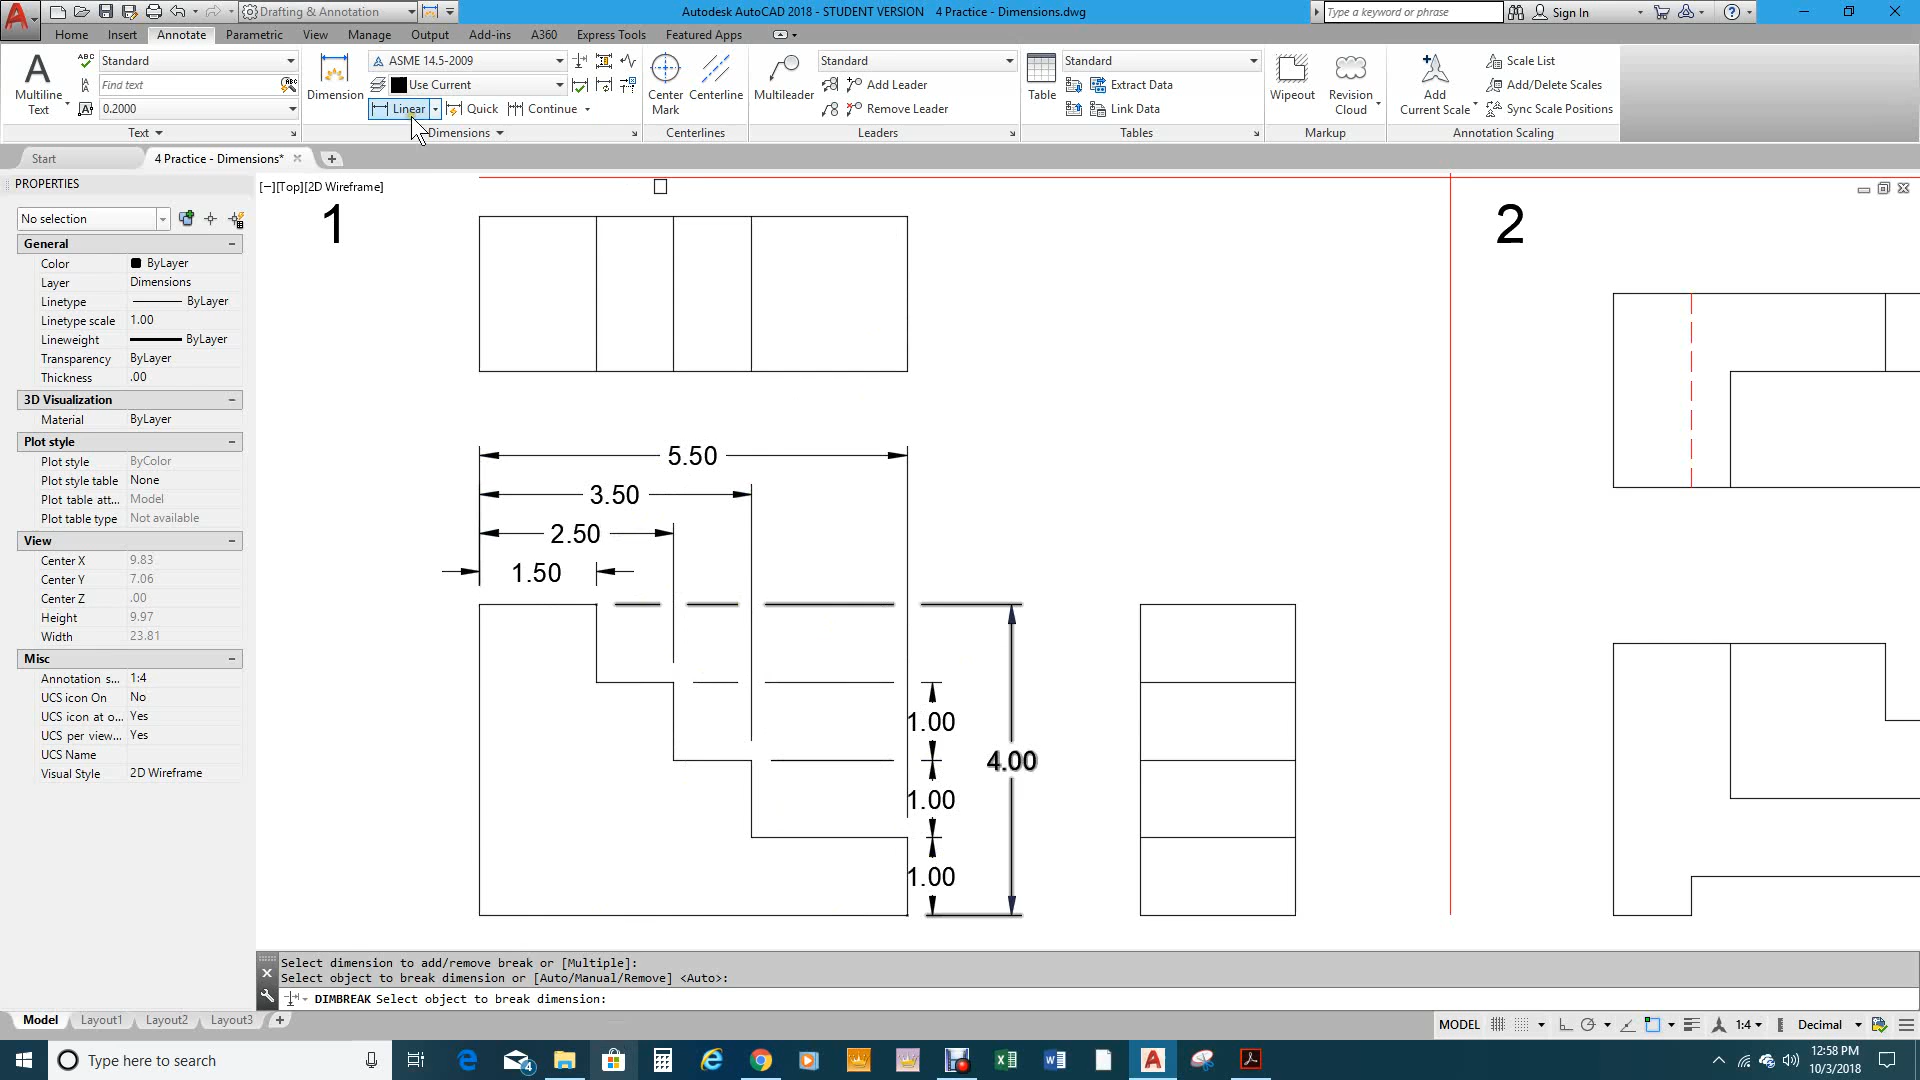 Drafting & Annotation
Autodesk AutoCAD 2018 - STUDENT VERSION 4 Practice - Dimensions.dwg
Type a keyword or phrase
Sign In
Home Insert Annotate Parametric View Manage Output Add-ins A360 Express Tools Featured Apps
Standard
ASME 14.5-2009
Standard
Standard
Scale List
Find text
Use Current
Add Leader
Extract Data
Add/Delete Scales
Multiline Text
Dimension
Center Mark
Centerline
Multileader
Table
Wipeout
Revision Cloud
Add Current Scale
0.2000
Linear
Quick
Continue
Remove Leader
Link Data
Sync Scale Positions
Text
Dimensions
Centerlines
Leaders
Tables
Markup
Annotation Scaling
Start
4 Practice - Dimensions*
PROPERTIES
[−][Top][2D Wireframe]
No selection
General
Color ByLayer
Layer Dimensions
Linetype ByLayer
Linetype scale 1.00
Lineweight ByLayer
Transparency ByLayer
Thickness .00
3D Visualization
Material ByLayer
Plot style
Plot style ByColor
Plot style table None
Plot table att... Model
Plot table type Not available
View
Center X 9.83
Center Y 7.06
Center Z .00
Height 9.97
Width 23.81
Misc
Annotation s... 1:4
UCS icon On No
UCS icon at o... Yes
UCS per view... Yes
UCS Name
Visual Style 2D Wireframe
1
2
5.50
3.50
2.50
1.50
1.00
4.00
1.00
1.00
Select dimension to add/remove break or [Multiple]:
Select object to break dimension or [Auto/Manual/Remove] <Auto>:
DIMBREAK Select object to break dimension:
Model Layout1 Layout2 Layout3
MODEL
1:4
Decimal
Type here to search
4
12:58 PM
10/3/2018